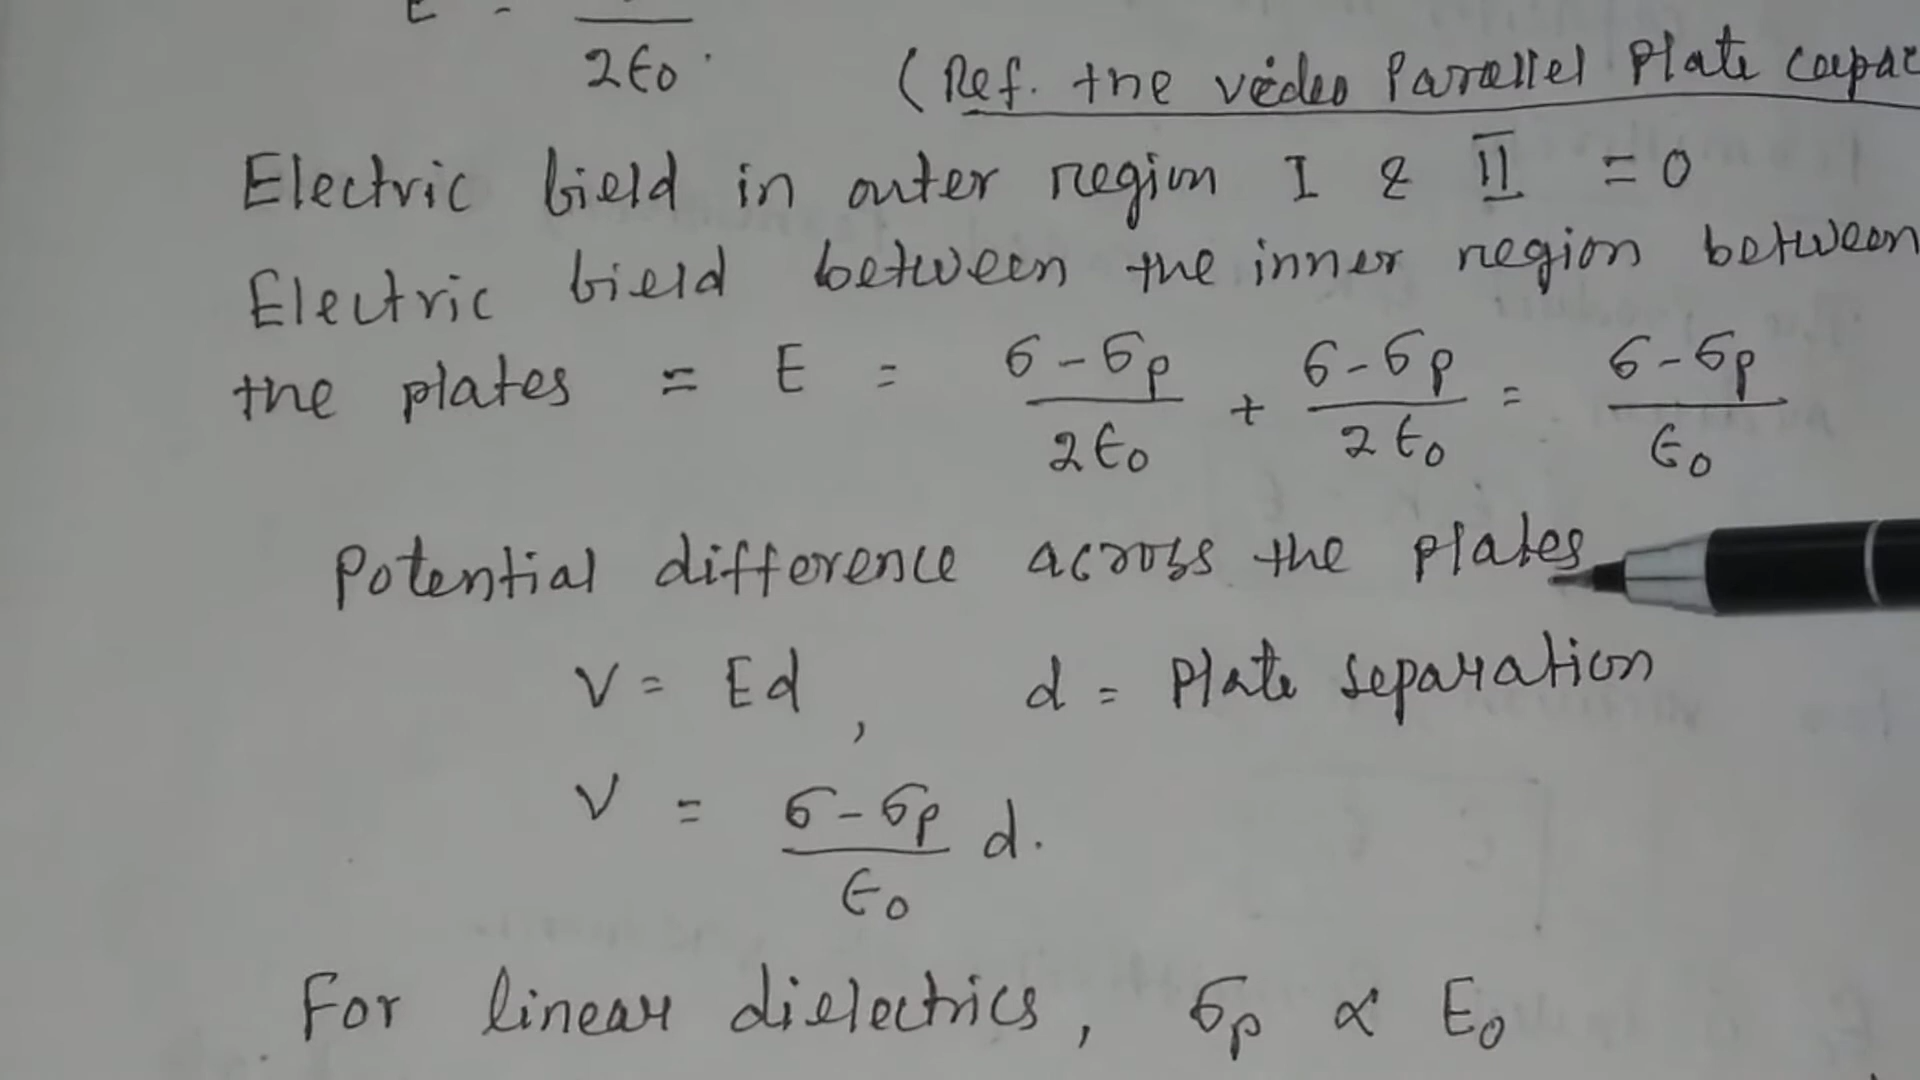 2ϵ0.
(Ref. the video Parallel Plate capac
Electric field in outer region I & II = 0
Electric field between the inner region between
the plates = E = σ-σp/2ϵ0 + σ-σp/2ϵ0 = σ-σp/ϵ0
Potential difference across the plates
V = Ed, d = Plate separation
V = σ-σp/ϵ0 d.
For linear dielectrics, σp ∝ E0